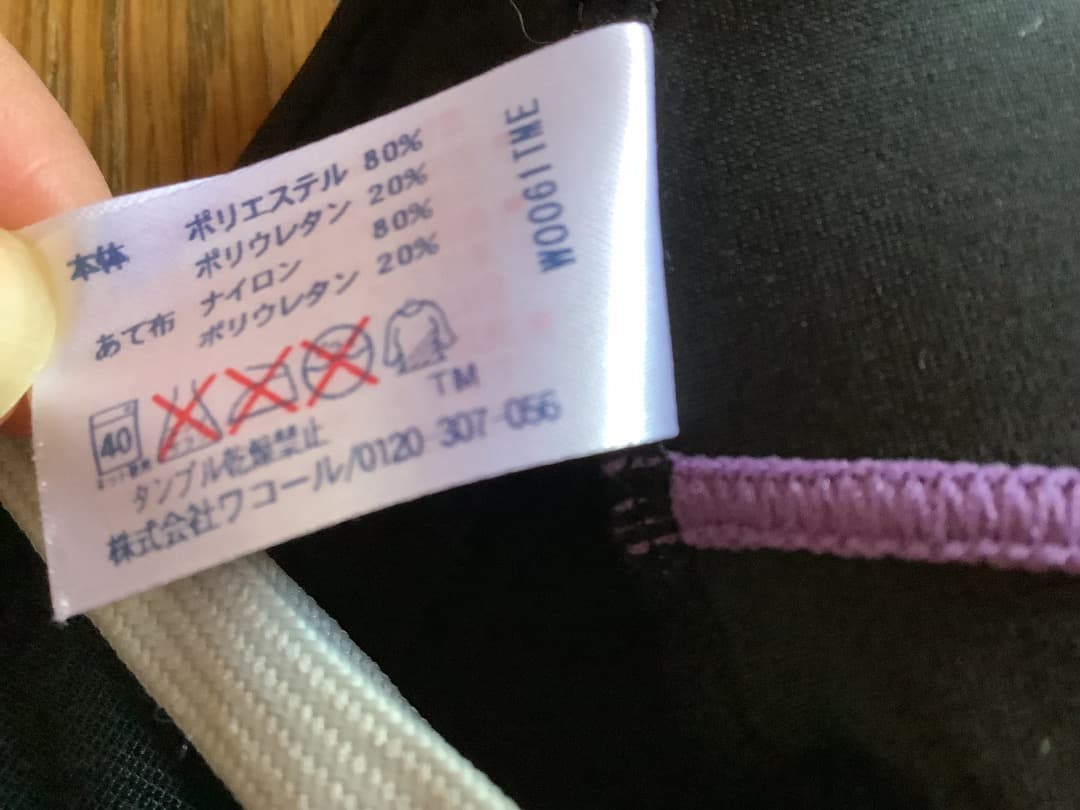 本体 ポリエステル 80%
ポリウレタン 20%
あて布 ナイロン 80%
ポリウレタン 20%
40
TM
タンブル乾燥禁止
株式会社ワコール/0120 307-056
W0061TME